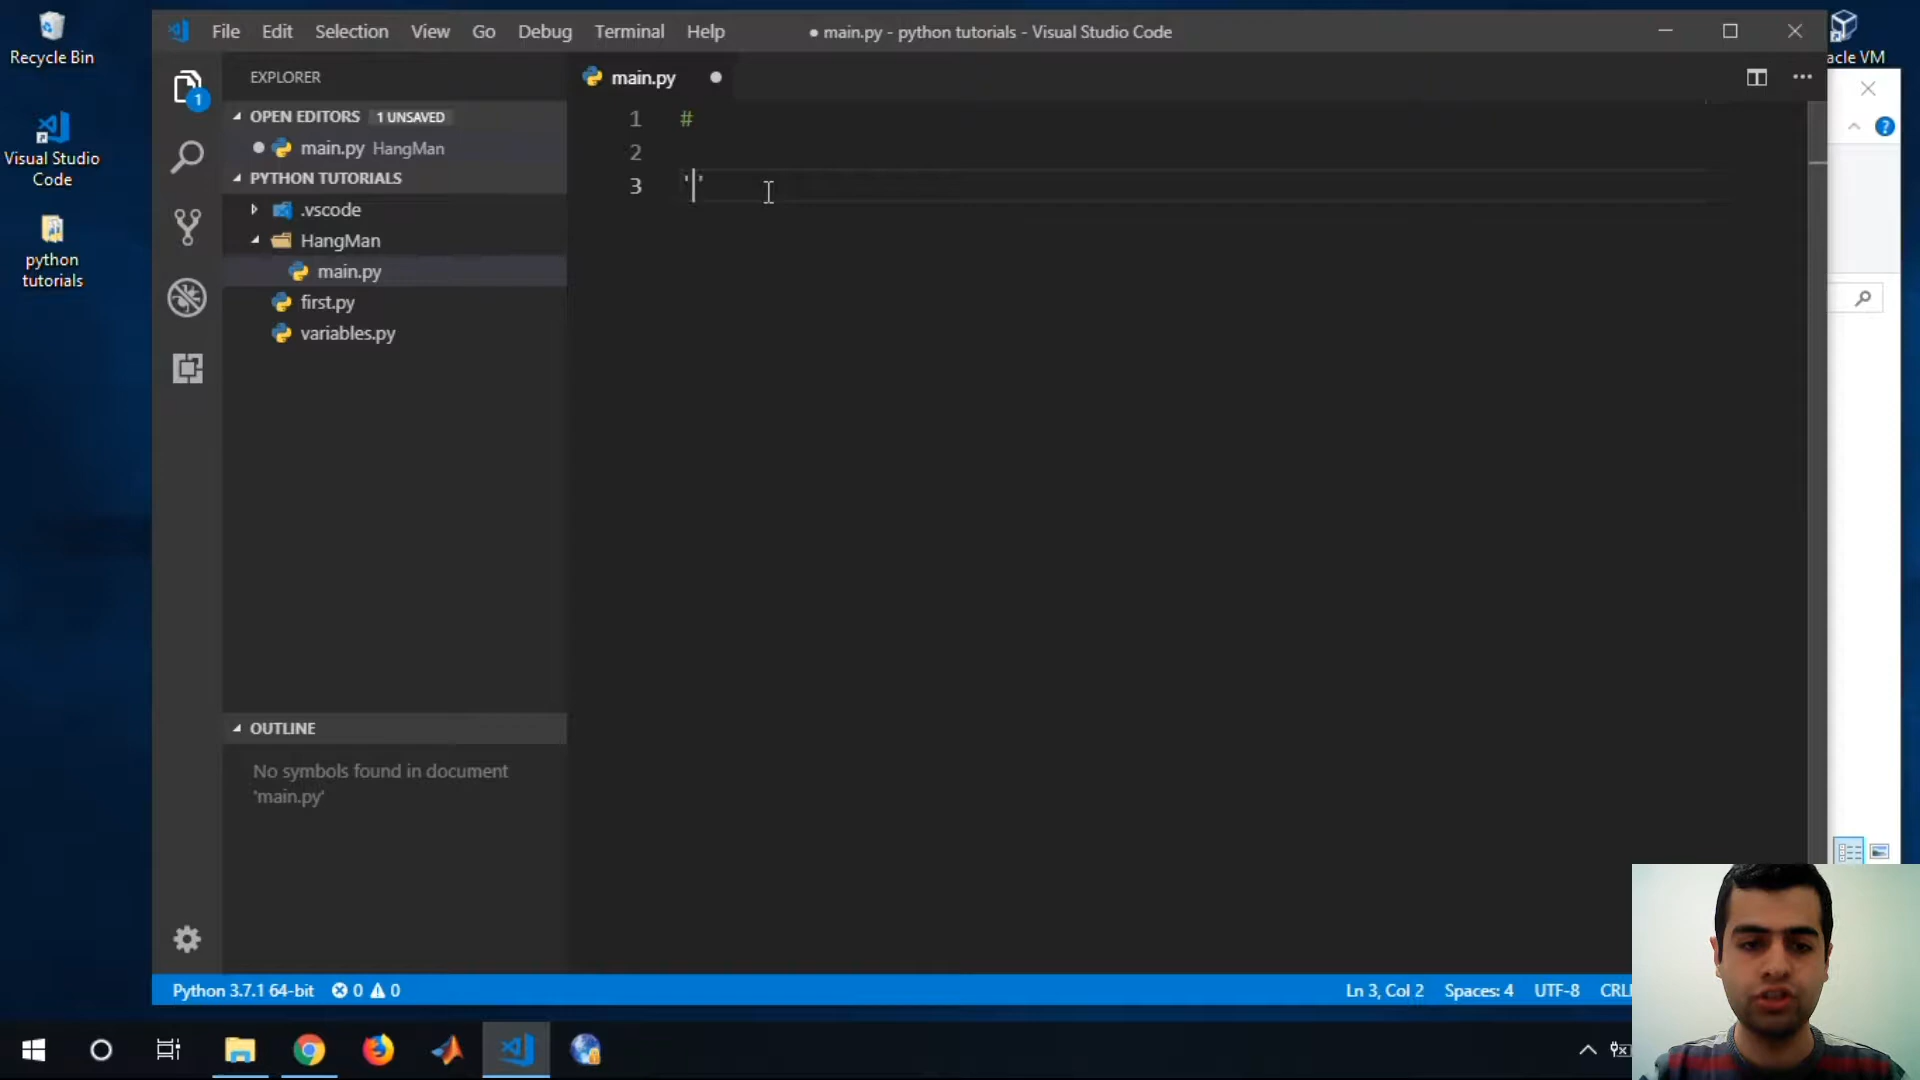 Recycle Bin
Visual Studio
Code
python
tutorials
File Edit Selection View Go Debug Terminal Help
● main.py - python tutorials - Visual Studio Code
acle VM
EXPLORER
1
OPEN EDITORS 1 UNSAVED
main.py HangMan
PYTHON TUTORIALS
.vscode
HangMan
main.py
first.py
variables.py
OUTLINE
No symbols found in document
'main.py'
main.py
1 #
2
3 ''
Python 3.7.1 64-bit 0 0
Ln 3, Col 2 Spaces: 4 UTF-8 CRL